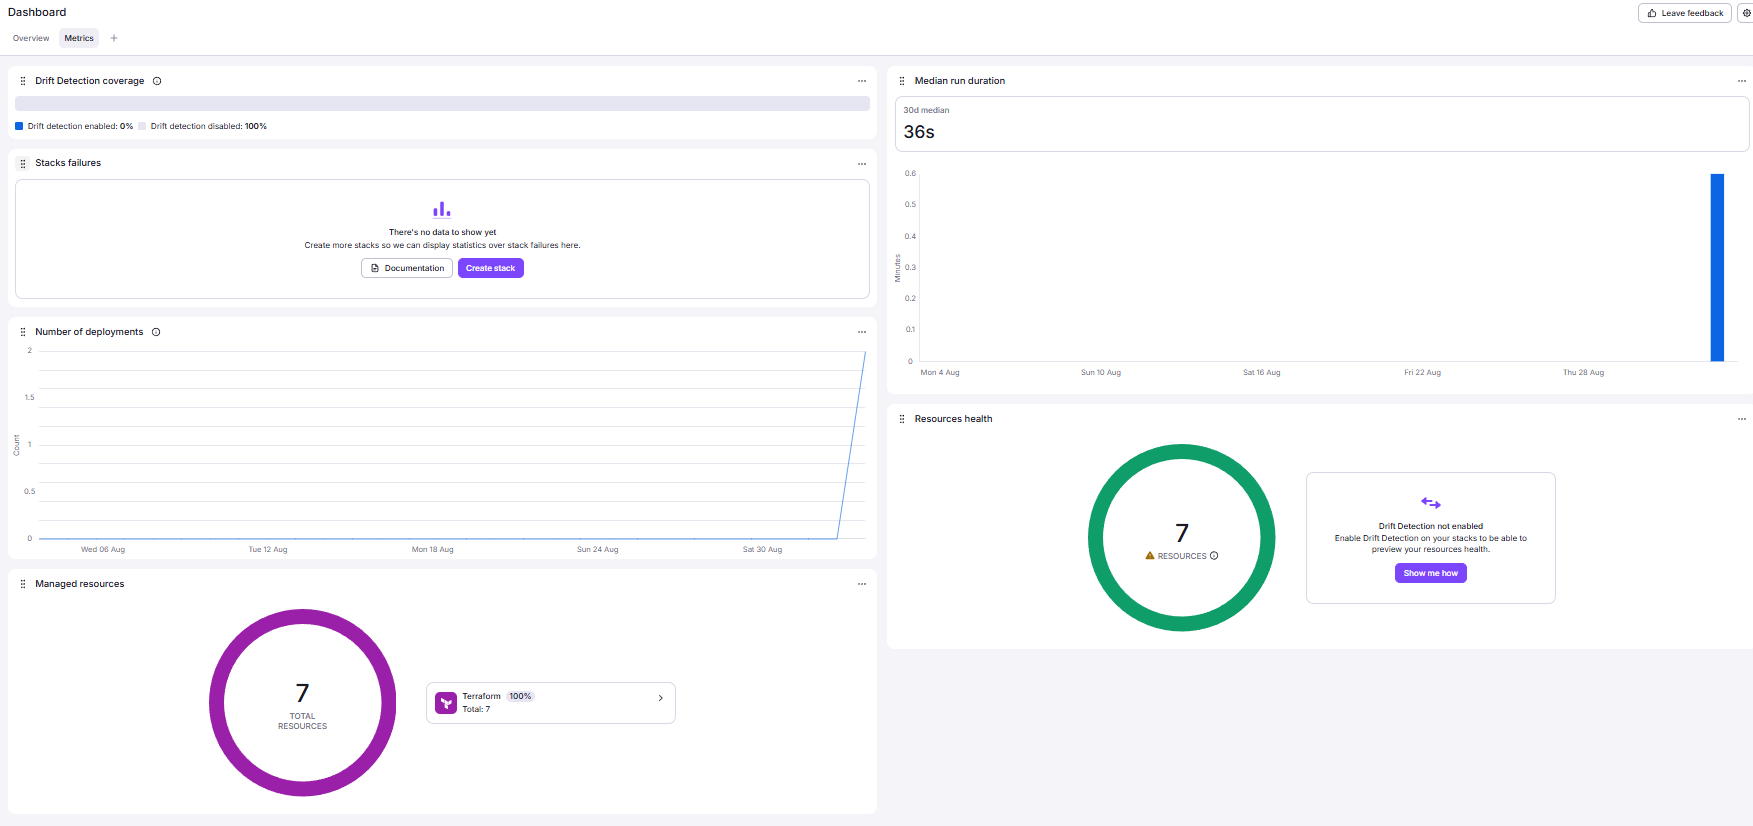 Dashboard
Leave feedback
Overview
Metrics
Drift Detection coverage
Drift detection enabled: 0%
Drift detection disabled: 100%
Stacks failures
There's no data to show yet
Create more stacks so we can display statistics over stack failures here.
Documentation
Create stack
Number of deployments
Count
2
1.5
1
0.5
0
Wed 06 Aug
Tue 12 Aug
Mon 18 Aug
Sun 24 Aug
Sat 30 Aug
Managed resources
7
TOTAL
RESOURCES
Terraform 100%
Total: 7
Median run duration
30d median
36s
Minutes
0.6
0.5
0.4
0.3
0.2
0.1
0
Mon 4 Aug
Sun 10 Aug
Sat 16 Aug
Fri 22 Aug
Thu 28 Aug
Resources health
7
RESOURCES
Drift Detection not enabled
Enable Drift Detection on your stacks to be able to
preview your resources health.
Show me how